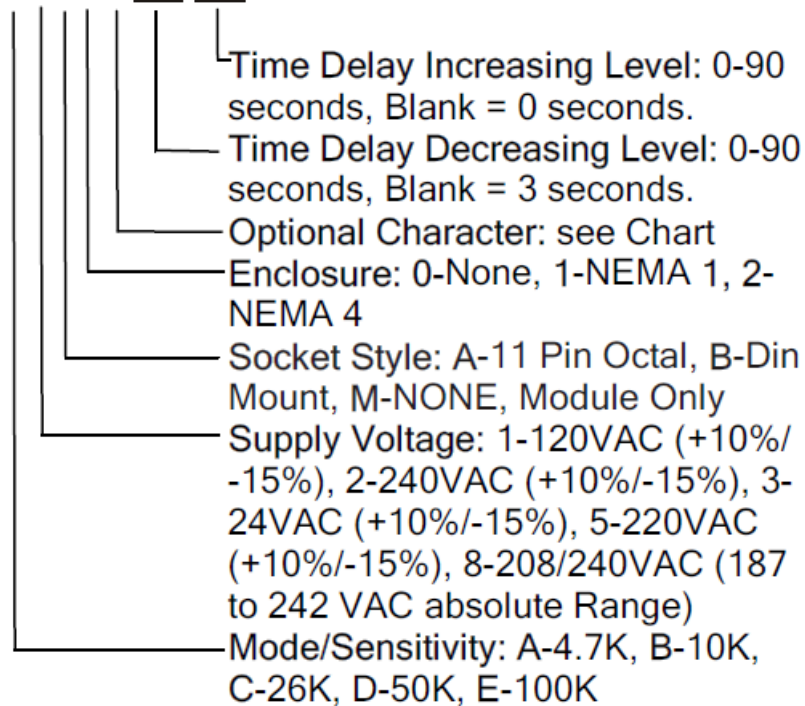 Time Delay Increasing Level: 0-90
seconds, Blank = 0 seconds.
Time Delay Decreasing Level: 0-90
seconds, Blank = 3 seconds.
Optional Character: see Chart
Enclosure: 0-None, 1-NEMA 1, 2-
NEMA 4
Socket Style: A-11 Pin Octal, B-Din
Mount, M-NONE, Module Only
Supply Voltage: 1-120VAC (+10%/
-15%), 2-240VAC (+10%/-15%), 3-
24VAC (+10%/-15%), 5-220VAC
(+10%/-15%), 8-208/240VAC (187
to 242 VAC absolute Range)
Mode/Sensitivity: A-4.7K, B-10K,
C-26K, D-50K, E-100K